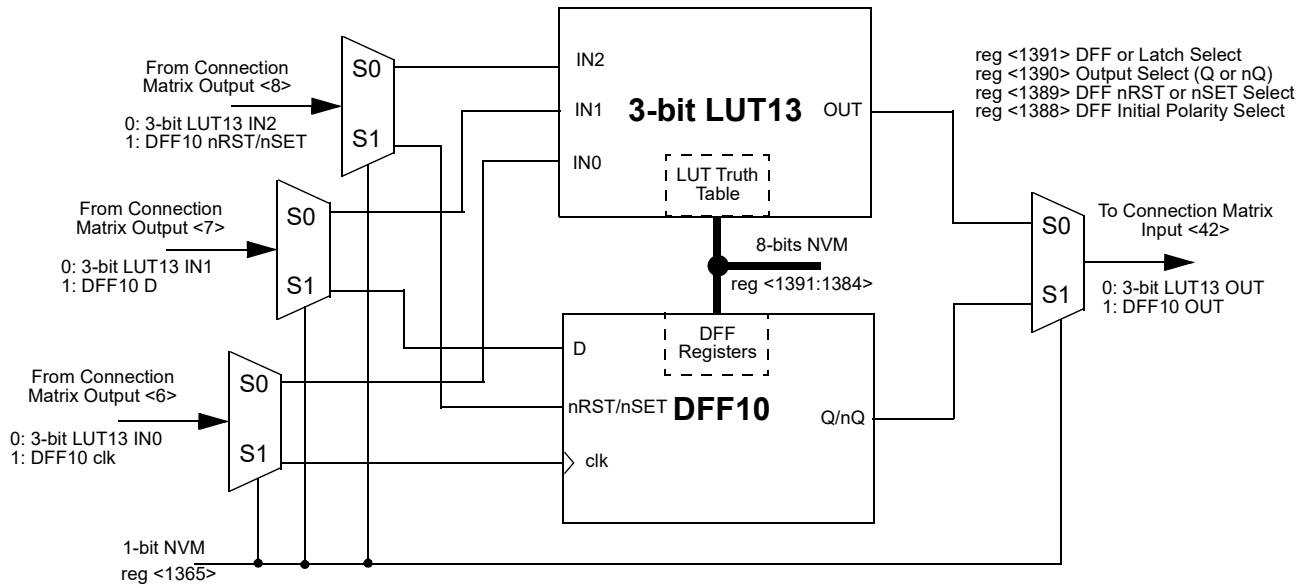 From Connection
Matrix Output <8>
0: 3-bit LUT13 IN2
1: DFF10 nRST/nSET
S0
S1
From Connection
Matrix Output <7>
0: 3-bit LUT13 IN1
1: DFF10 D
S0
S1
From Connection
Matrix Output <6>
0: 3-bit LUT13 IN0
1: DFF10 clk
S0
S1
1-bit NVM
reg <1365>
IN2
IN1
IN0
3-bit LUT13
OUT
LUT Truth
Table
8-bits NVM
reg <1391:1384>
DFF
Registers
D
nRST/nSET
clk
DFF10
Q/nQ
reg <1391> DFF or Latch Select
reg <1390> Output Select (Q or nQ)
reg <1389> DFF nRST or nSET Select
reg <1388> DFF Initial Polarity Select
S0
S1
To Connection Matrix
Input <42>
0: 3-bit LUT13 OUT
1: DFF10 OUT